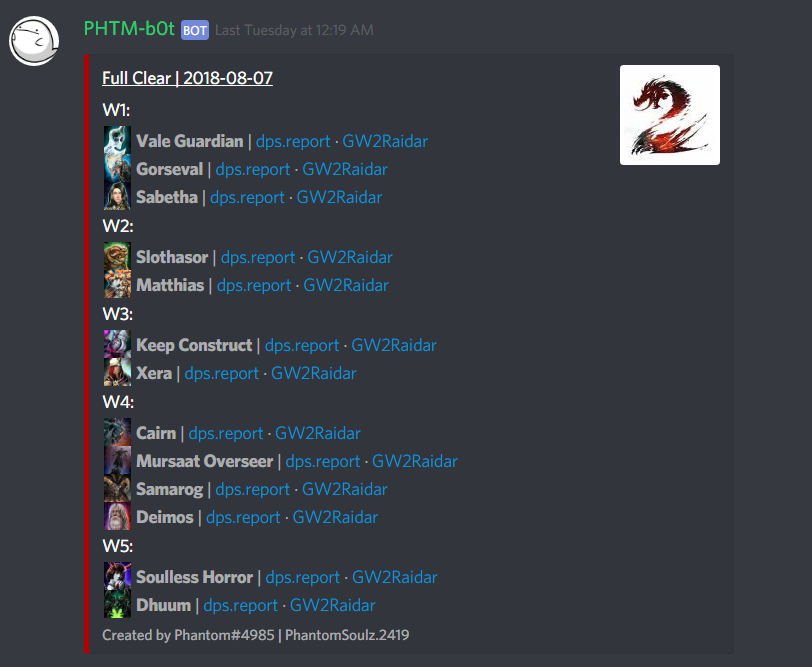 PHTM-b0t BOT Last Tuesday at 12:19 AM
Full Clear | 2018-08-07
W1:
Vale Guardian | dps.report · GW2Raidar
Gorseval | dps.report · GW2Raidar
Sabetha | dps.report · GW2Raidar
W2:
Slothasor | dps.report · GW2Raidar
Matthias | dps.report · GW2Raidar
W3:
Keep Construct | dps.report · GW2Raidar
Xera | dps.report · GW2Raidar
W4:
Cairn | dps.report · GW2Raidar
Mursaat Overseer | dps.report · GW2Raidar
Samarog | dps.report · GW2Raidar
Deimos | dps.report · GW2Raidar
W5:
Soulless Horror | dps.report · GW2Raidar
Dhuum | dps.report · GW2Raidar
Created by Phantom#4985 | PhantomSoulz.2419